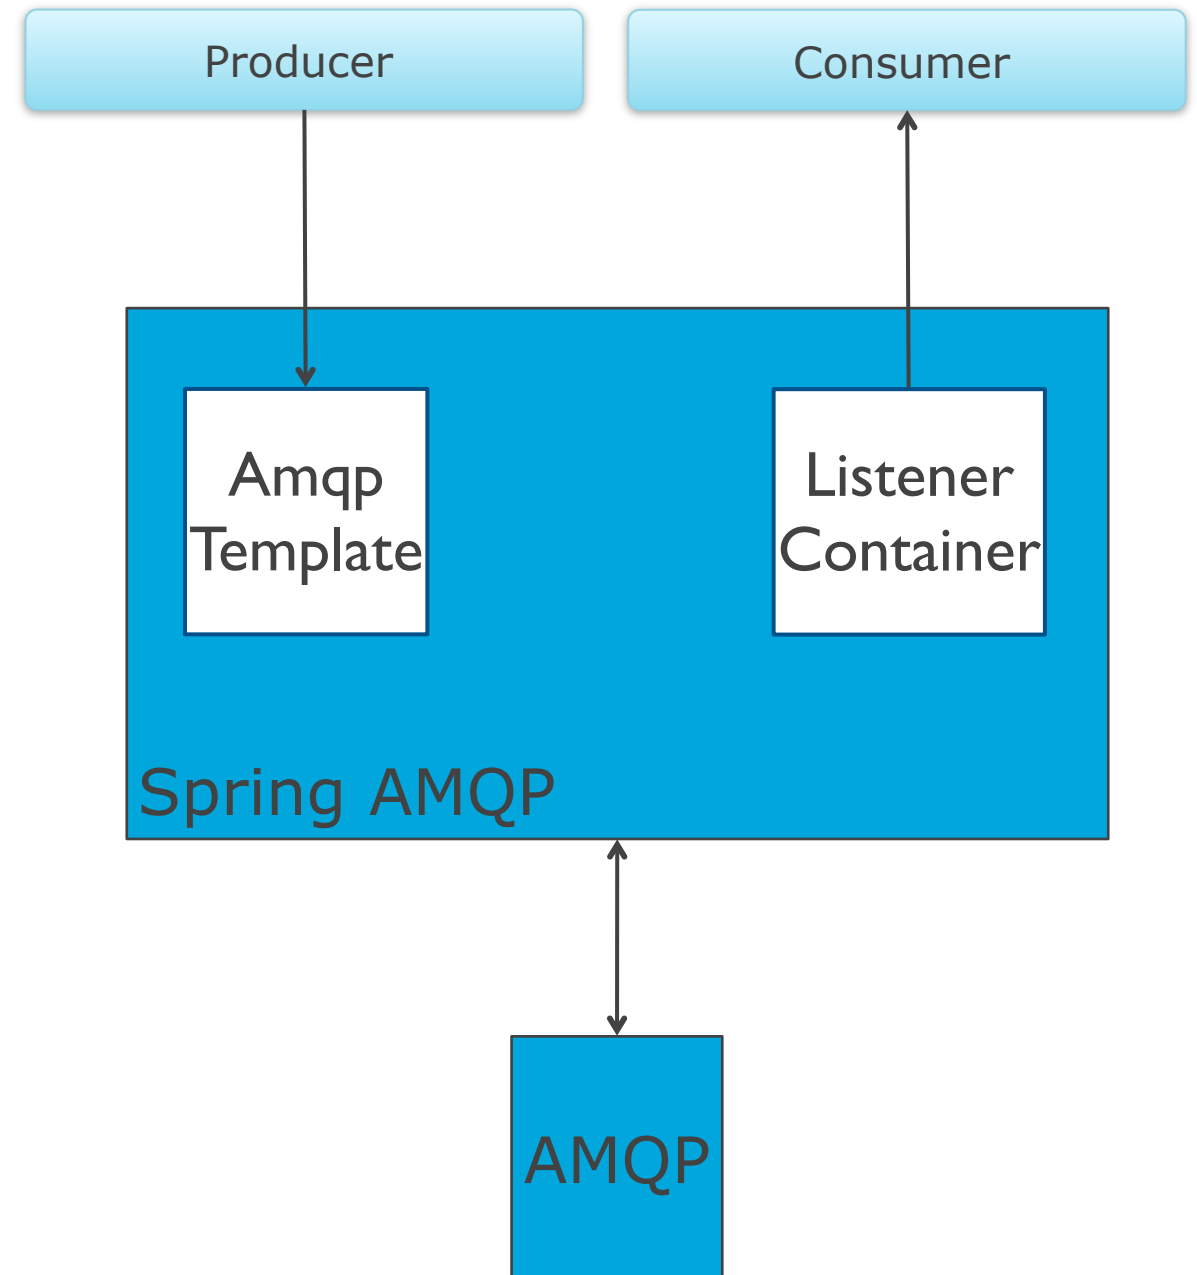 Producer
Consumer
Amqp
Template
Listener
Container
Spring AMQP
AMQP